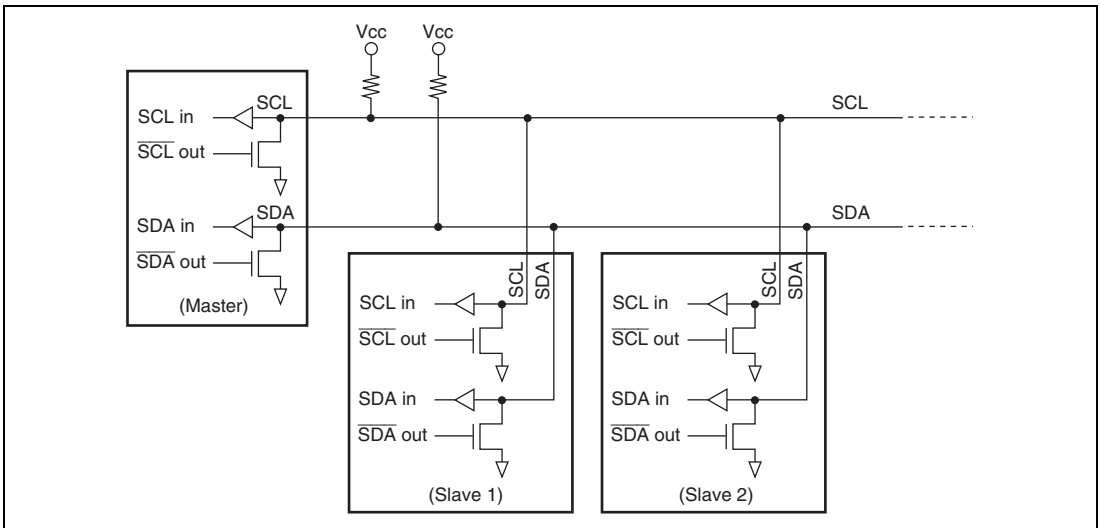 Vcc Vcc
SCL in SCL SCL
SCL out
SDA in SDA SDA
SDA out
(Master)
SCL SDA SCL SDA
SCL in SCL in
SCL out SCL out
SDA in SDA in
SDA out SDA out
(Slave 1) (Slave 2)